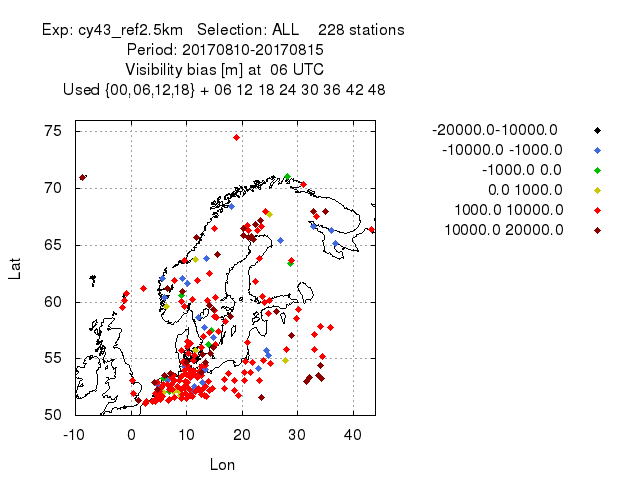 Exp: cy43_ref2.5km   Selection: ALL    228 stations
Period: 20170810-20170815
Visibility bias [m] at  06 UTC
Used {00,06,12,18} + 06 12 18 24 30 36 42 48
-20000.0-10000.0
-10000.0 -1000.0
-1000.0 0.0
0.0 1000.0
1000.0 10000.0
10000.0 20000.0
75
70
65
60
55
50
Lat
-10 0 10 20 30 40
Lon